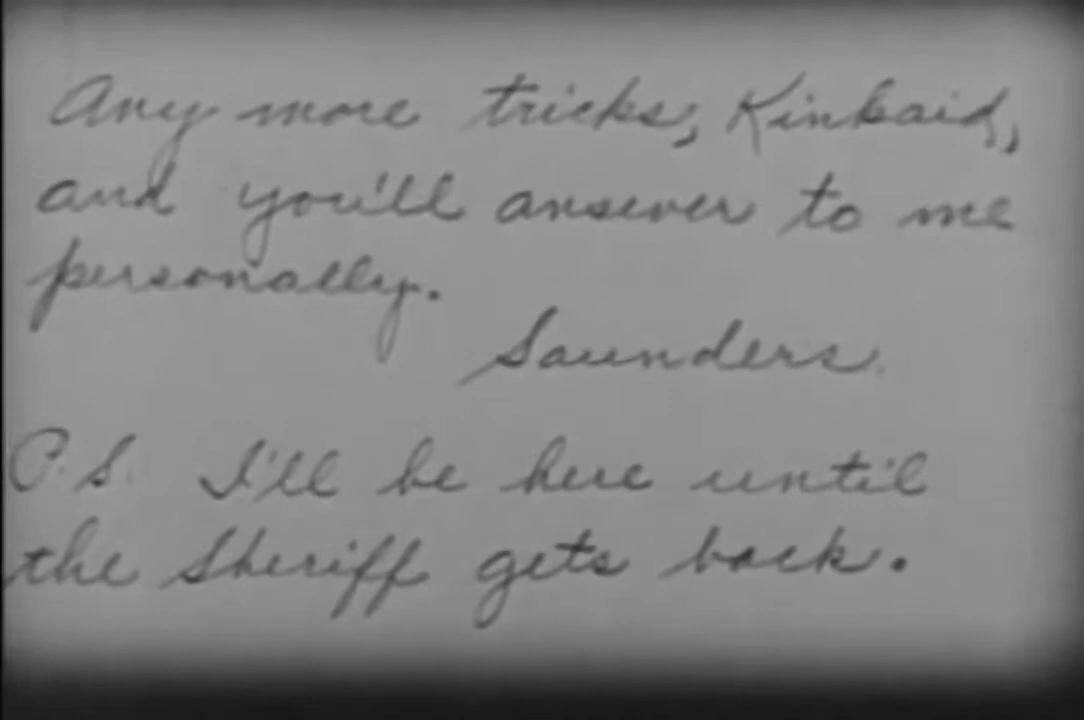 Any more tricks, Kinkaid,
and you'll answer to me
personally.
Saunders.
P.S. I'll be here until
the Sheriff gets back.